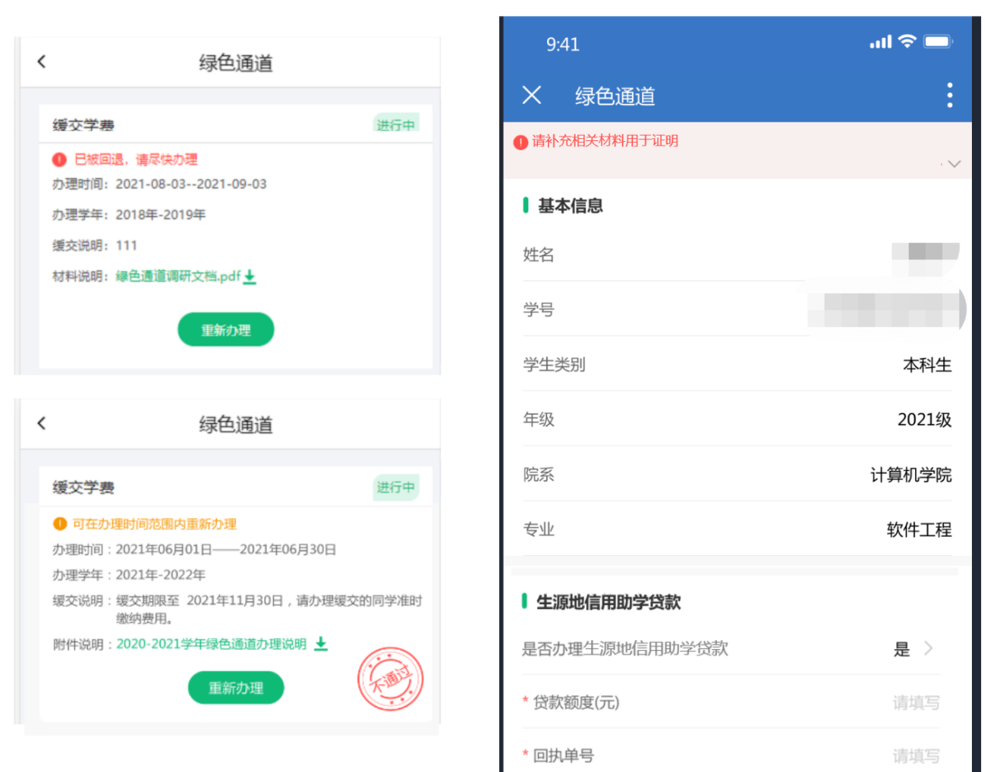 绿色通道
缓交学费
进行中
已被回退，请尽快办理
办理时间：2021-08-03--2021-09-03
办理学年：2018年-2019年
缓交说明：111
材料说明：绿色通道调研文档.pdf
重新办理
绿色通道
缓交学费
进行中
可在办理时间范围内重新办理
办理时间：2021年06月01日——2021年06月30日
办理学年：2021年-2022年
缓交说明：缓交期限至 2021年11月30日，请办理缓交的同学准时
缴纳费用。
附件说明：2020-2021学年绿色通道办理说明
重新办理
不通过
9:41
绿色通道
请补充相关材料用于证明
基本信息
姓名
学号
学生类别
本科生
年级
2021级
院系
计算机学院
专业
软件工程
生源地信用助学贷款
是否办理生源地信用助学贷款
是
* 贷款额度(元)
请填写
* 回执单号
请填写